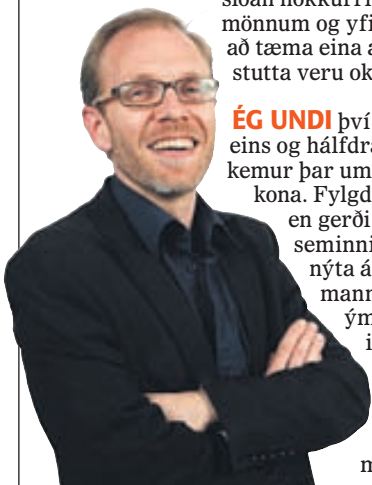 mönnum og yfi
að tæma eina a
stutta veru ok
ÉG UNDI því
eins og hálfdra
kemur þar um
kona. Fylgd
en gerði
seminni
nýta á
mann
ým
i
m